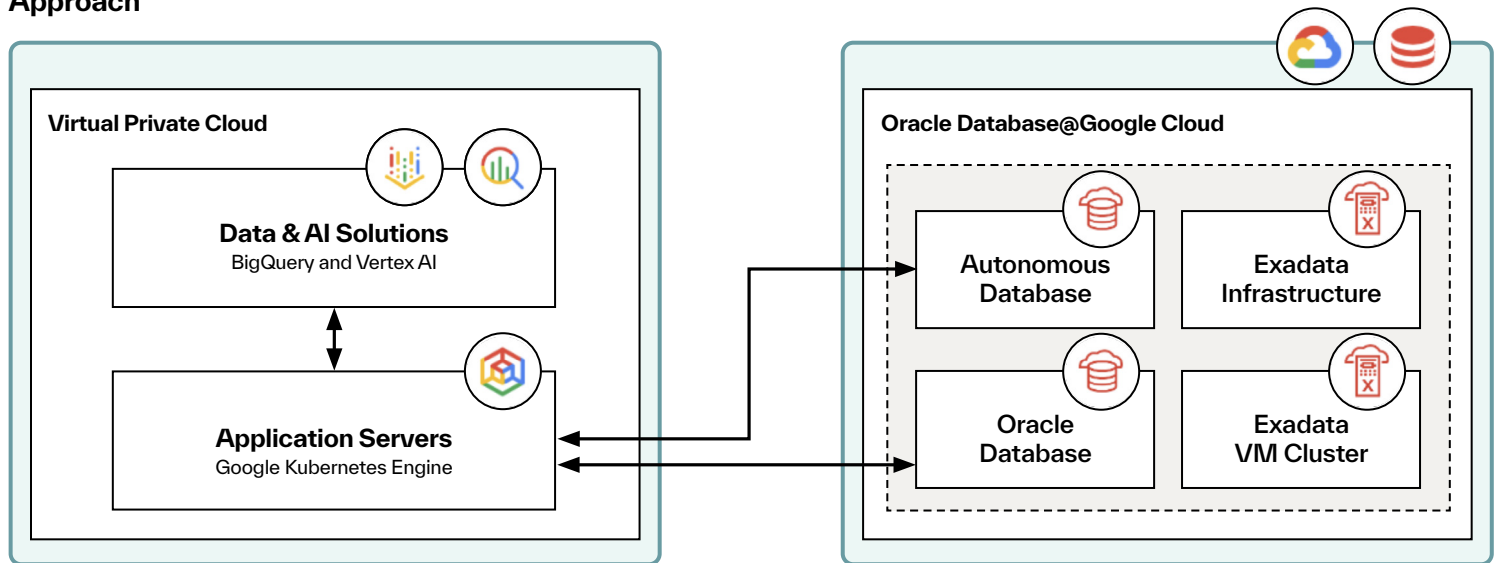 Approach
Virtual Private Cloud
Data & AI Solutions
BigQuery and Vertex AI
Application Servers
Google Kubernetes Engine
Oracle Database@Google Cloud
Autonomous
Database
Exadata
Infrastructure
X
Oracle
Database
Exadata
VM Cluster
X